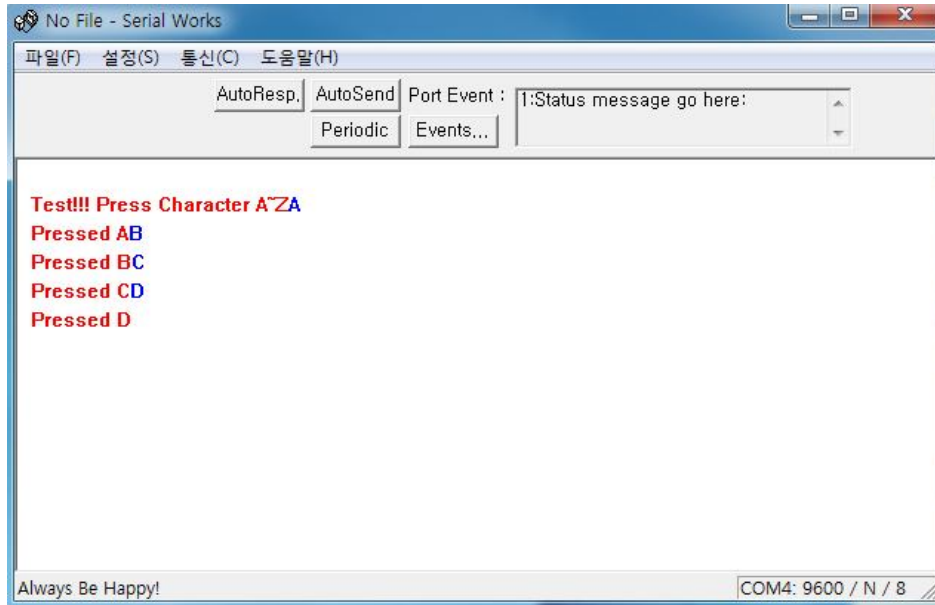 No File - Serial Works
파일(F) 설정(S) 통신(C) 도움말(H)
AutoResp, AutoSend Port Event : 1:Status message go here:
Periodic Events,,,
Test!!! Press Character A~ZA
Pressed AB
Pressed BC
Pressed CD
Pressed D
Always Be Happy!
COM4: 9600 / N / 8